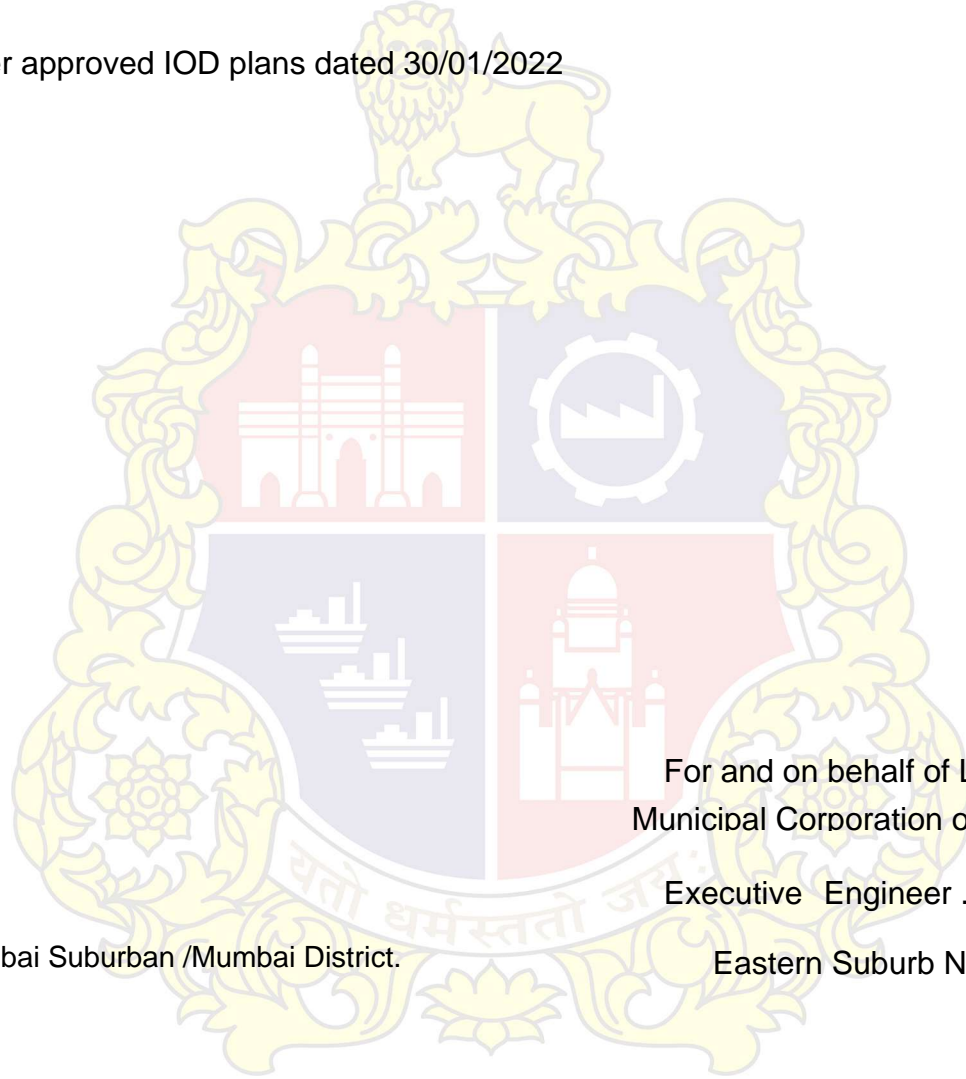 r approved IOD plans dated 30/01/2022
For and on behalf of L
Municipal Corporation o
Executive Engineer .
bai Suburban /Mumbai District.
Eastern Suburb N
यतो धर्मस्ततो जय: